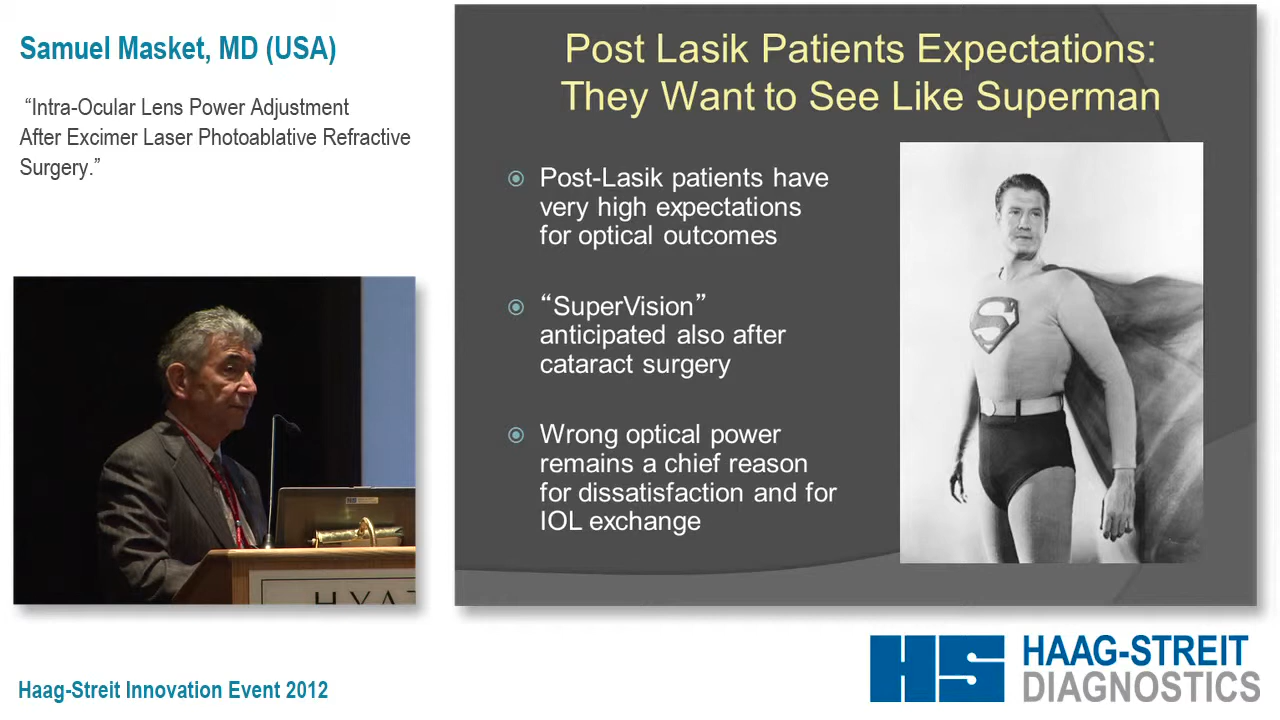 Samuel Masket, MD (USA)
“Intra-Ocular Lens Power Adjustment
After Excimer Laser Photoablative Refractive
Surgery.”
Post Lasik Patients Expectations:
They Want to See Like Superman
Post-Lasik patients have
very high expectations
for optical outcomes
“SuperVision”
anticipated also after
cataract surgery
Wrong optical power
remains a chief reason
for dissatisfaction and for
IOL exchange
S
HYAT
Haag-Streit Innovation Event 2012
HS
HAAG-STREIT
DIAGNOSTICS